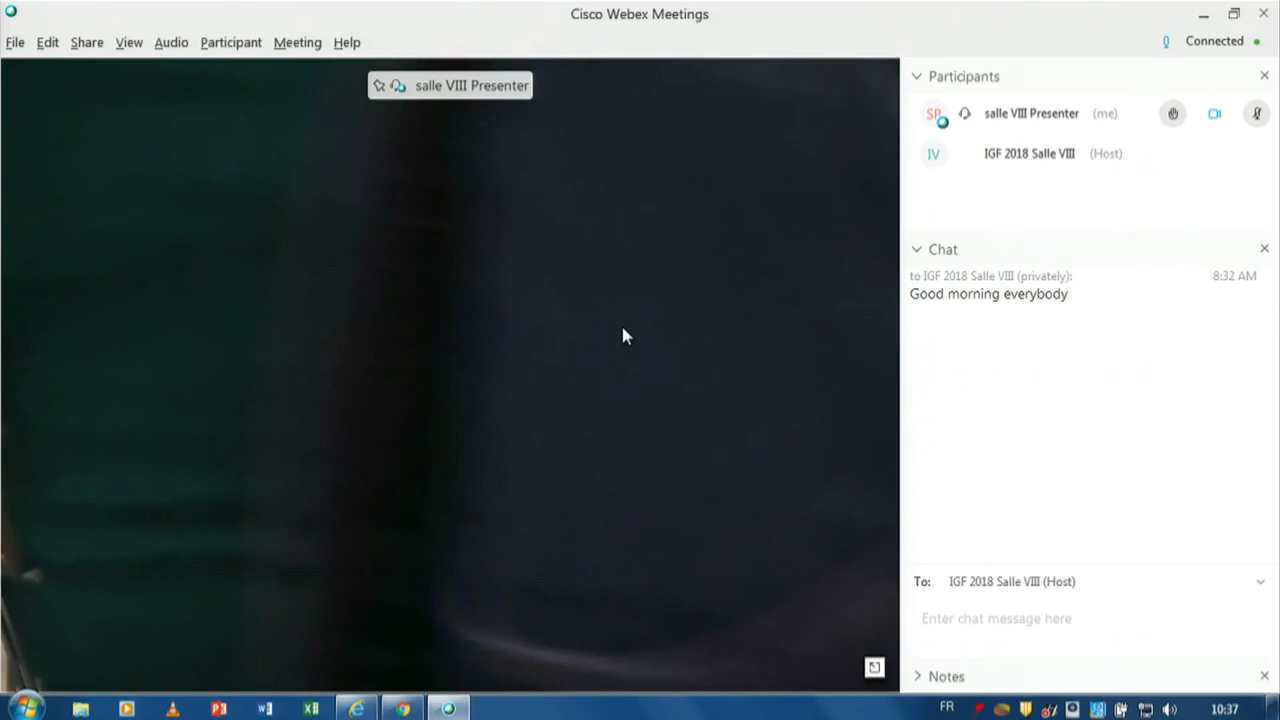 Cisco Webex Meetings
File Edit Share View Audio Participant Meeting Help
Connected
salle VIII Presenter
Participants
SP salle VIII Presenter (me)
IV IGF 2018 Salle VIII (Host)
Chat
to IGF 2018 Salle VIII (privately): 8:32 AM
Good morning everybody
To: IGF 2018 Salle VIII (Host)
Enter chat message here
Notes
FR 10:37